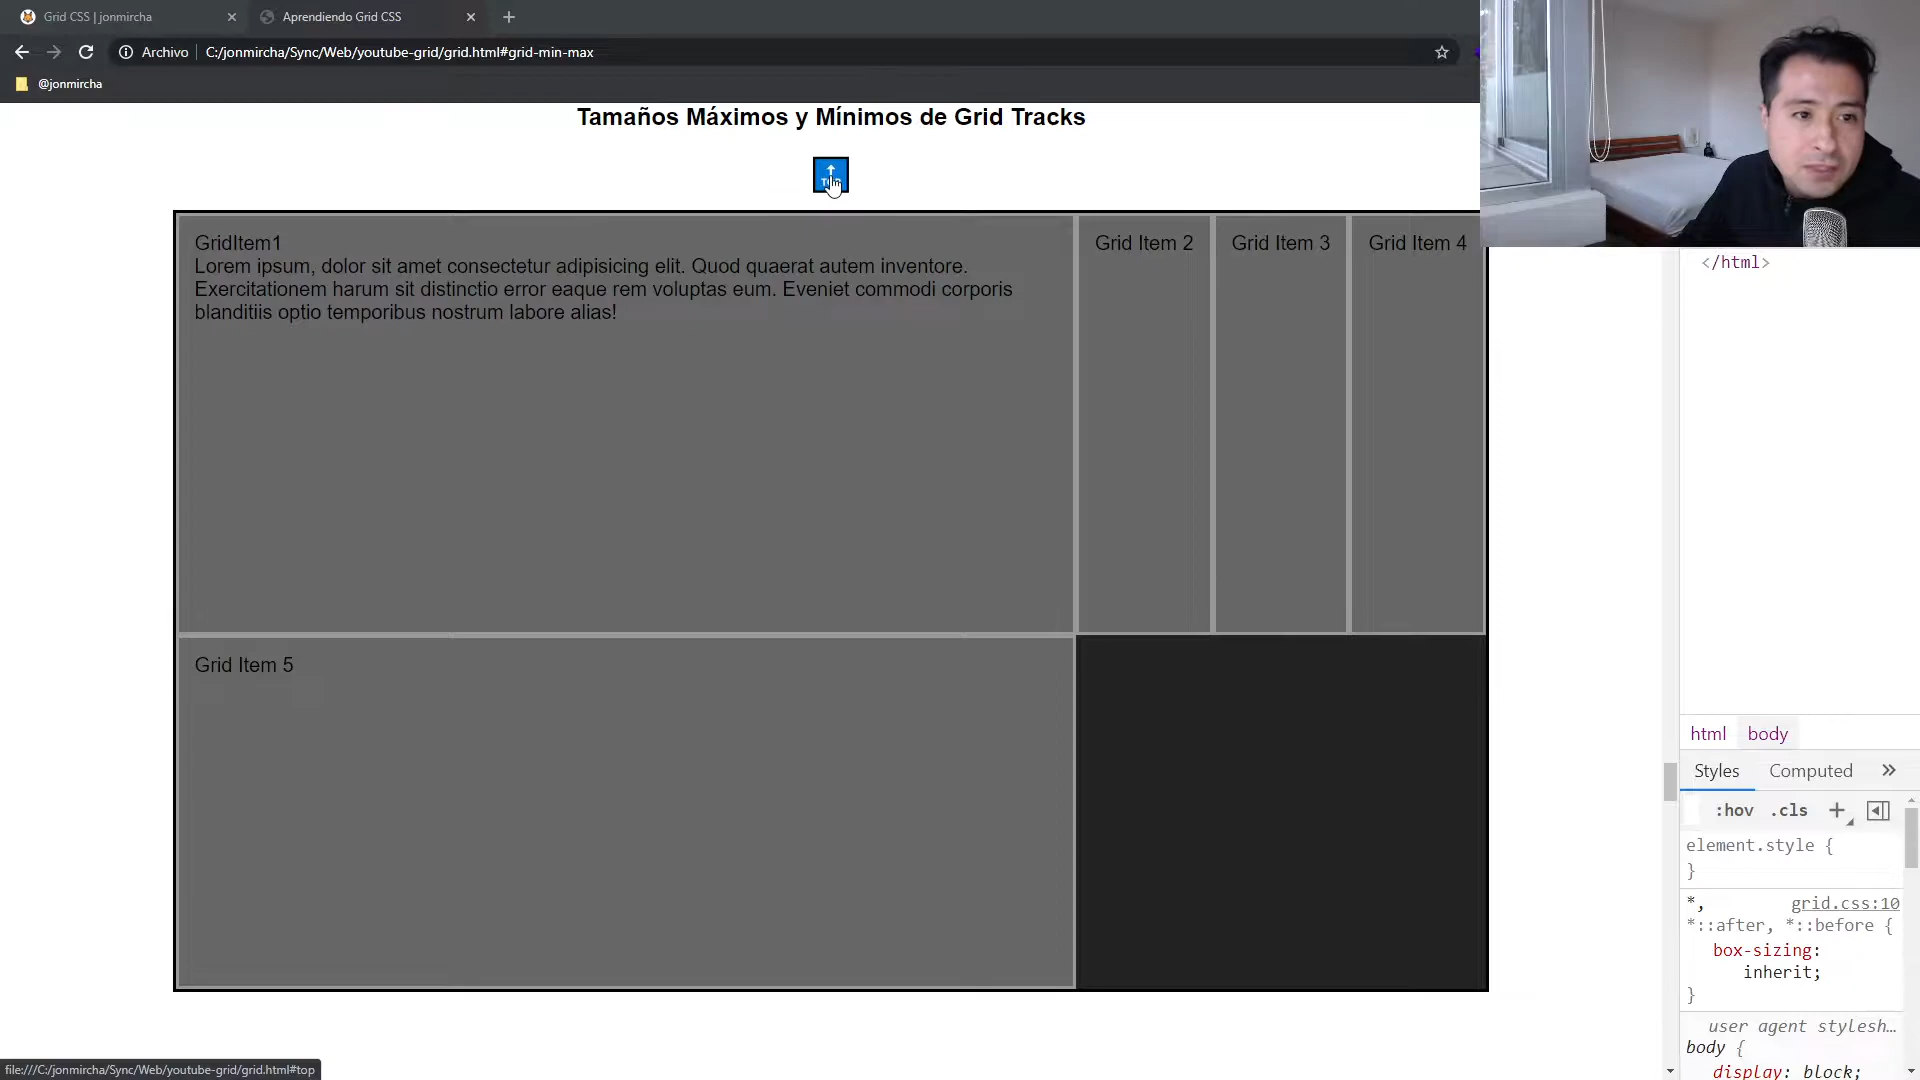 Grid CSS | jonmircha
Aprendiendo Grid CSS
Archivo
C:/jonmircha/Sync/Web/youtube-grid/grid.html#grid-min-max
@jonmircha
Tamaños Máximos y Mínimos de Grid Tracks
GridItem1
Lorem ipsum, dolor sit amet consectetur adipisicing elit. Quod quaerat autem inventore.
Exercitationem harum sit distinctio error eaque rem voluptas eum. Eveniet commodi corporis
blanditiis optio temporibus nostrum labore alias!
Grid Item 2
Grid Item 3
Grid Item 4
Grid Item 5
</html>
html
body
Styles
Computed
:hov
.cls
element.style {
}
*,
grid.css:10
*::after, *::before {
box-sizing:
inherit;
}
user agent stylesh…
body {
display: block;
file:///C:/jonmircha/Sync/Web/youtube-grid/grid.html#top